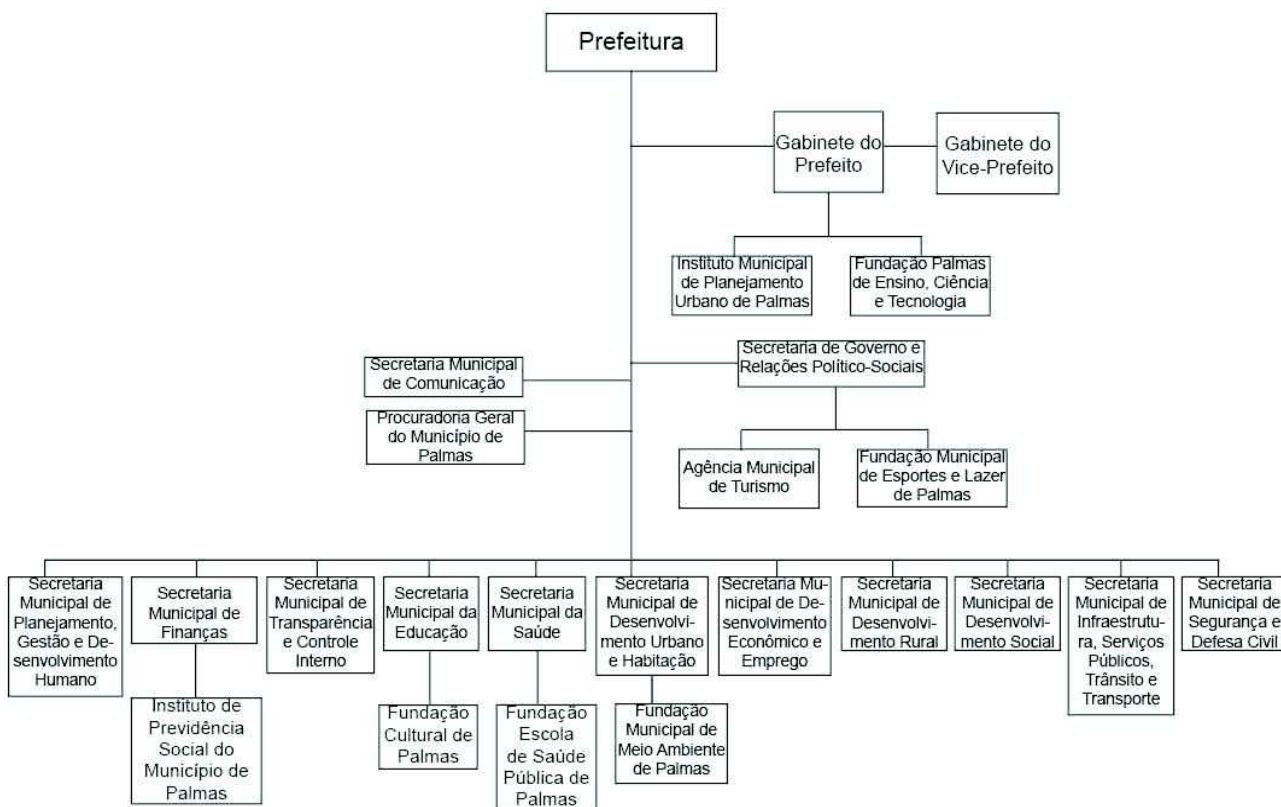 Prefeitura
Gabinete do
Prefeito
Gabinete do
Vice-Prefeito
Instituto Municipal
de Planejamento
Urbano de Palmas
Fundação Palmas
de Ensino, Ciência
e Tecnologia
Secretaria de Governo e
Relações Político-Sociais
Secretaria Municipal
de Comunicação
Procuradoria Geral
do Município de
Palmas
Agência Municipal
de Turismo
Fundação Municipal
de Esportes e Lazer
de Palmas
Secretaria
Municipal de
Planejamento,
Gestão e De-
senvolvimento
Humano
Secretaria
Municipal de
Finanças
Secretaria
Municipal de
Transparência
e Controle
Interno
Secretaria
Municipal da
Educação
Secretaria
Municipal da
Saúde
Secretaria
Municipal de
Desenvolvi-
mento Urbano
e Habitação
Secretaria Mu-
nicipal de De-
senvolvimento
Econômico e
Emprego
Secretaria
Municipal de
Desenvolvi-
mento Rural
Secretaria
Municipal de
Desenvolvi-
mento Social
Secretaria
Municipal de
Infraestrutu-
ra, Serviços
Públicos,
Trânsito e
Transporte
Secretaria
Municipal de
Segurança e
Defesa Civil
Instituto de
Previdência
Social do
Município de
Palmas
Fundação
Cultural de
Palmas
Fundação
Escola
de Saúde
Pública de
Palmas
Fundação
Municipal de
Meio Ambiente
de Palmas